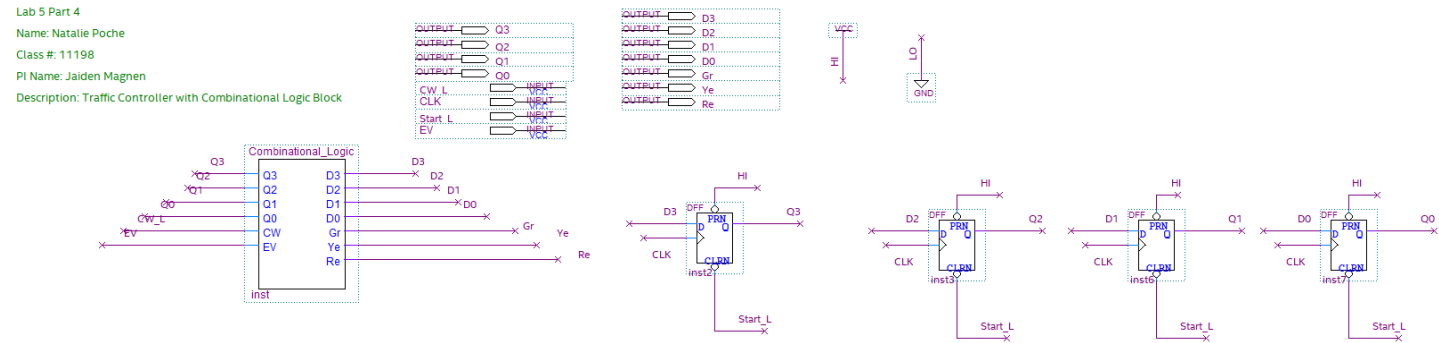 Lab 5 Part 4
Name: Natalie Poche
Class #: 11198
PI Name: Jaiden Magnen
Description: Traffic Controller with Combinational Logic Block
OUTPUT Q3
OUTPUT Q2
OUTPUT Q1
OUTPUT Q0
CW_L INPUT VCC
CLK INPUT VCC
Start_L INPUT VCC
EV INPUT VCC
OUTPUT D3
OUTPUT D2
OUTPUT D1
OUTPUT D0
OUTPUT Gr
OUTPUT Ye
OUTPUT Re
VCC
HI
LO
GND
Combinational_Logic
Q3 Q3 D3 D3
Q2 Q2 D2 D2
Q1 Q1 D1 D1
Q0 Q0 D0 D0
CW_L CW Gr Gr
EV EV Ye Ye
Re Re
inst
HI
DFF
D3 PRN Q3
D Q
CLK
CLRN
inst2
Start_L
HI
DFF
D2 PRN Q2
D Q
CLK
CLRN
inst3
Start_L
HI
DFF
D1 PRN Q1
D Q
CLK
CLRN
inst6
Start_L
HI
DFF
D0 PRN Q0
D Q
CLK
CLRN
inst7
Start_L